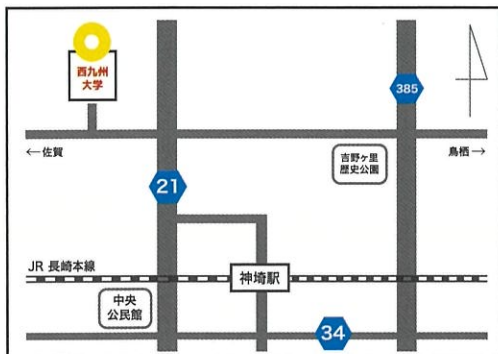 西九州
大学
385
←佐賀
吉野ヶ里
歴史公園
鳥栖→
21
JR 長崎本線
神埼駅
中央
公民館
34